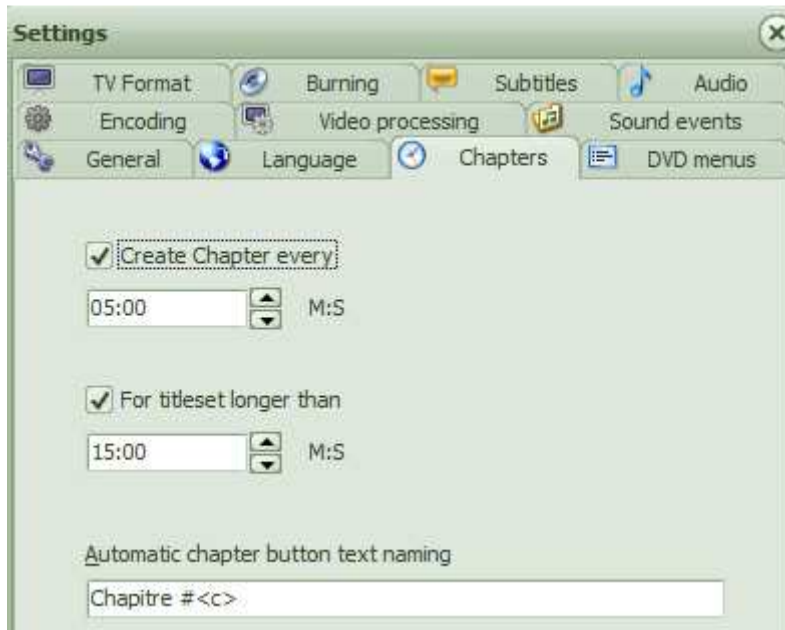 Settings
TV Format Burning Subtitles Audio
Encoding Video processing Sound events
General Language Chapters DVD menus
Create Chapter every
05:00 M:S
For titleset longer than
15:00 M:S
Automatic chapter button text naming
Chapitre #<c>